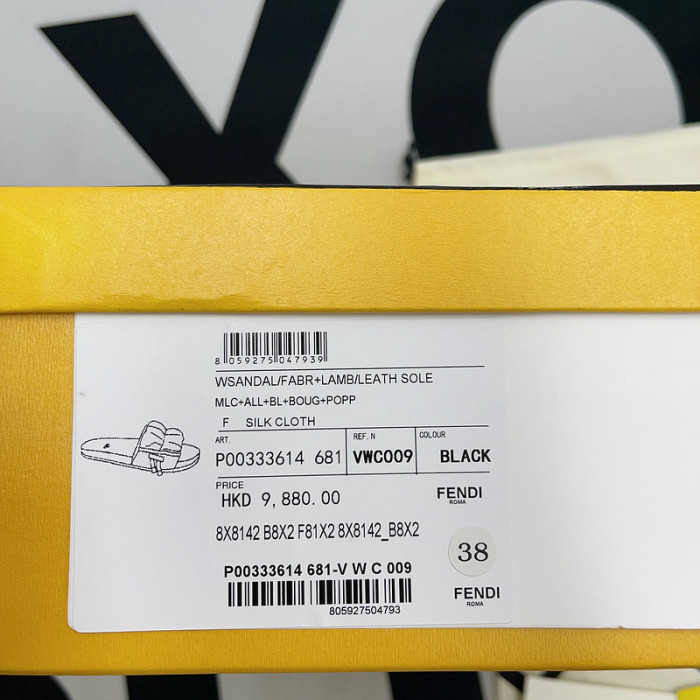 XO
8 059275 047939
WSANDAL/FABR+LAMB/LEATH SOLE
MLC+ALL+BL+BOUG+POPP
F SILK CLOTH
ART.
P00333614 681
REF. N
VWC009
COLOUR
BLACK
PRICE
HKD 9,880.00
FENDI
ROMA
8X8142 B8X2 F81X2 8X8142_B8X2
38
P00333614 681-V W C 009
805927504793
FENDI
ROMA